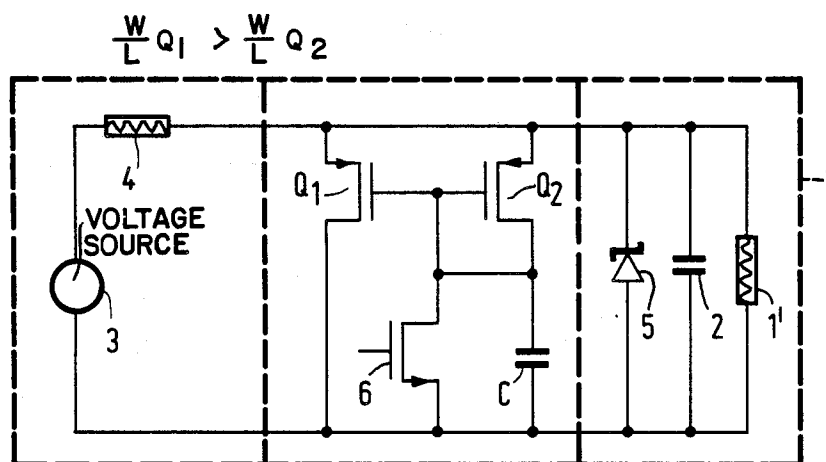 W/L Q1 > W/L Q2
4
Q1
Q2
VOLTAGE
SOURCE
3
6
C
5
2
1'